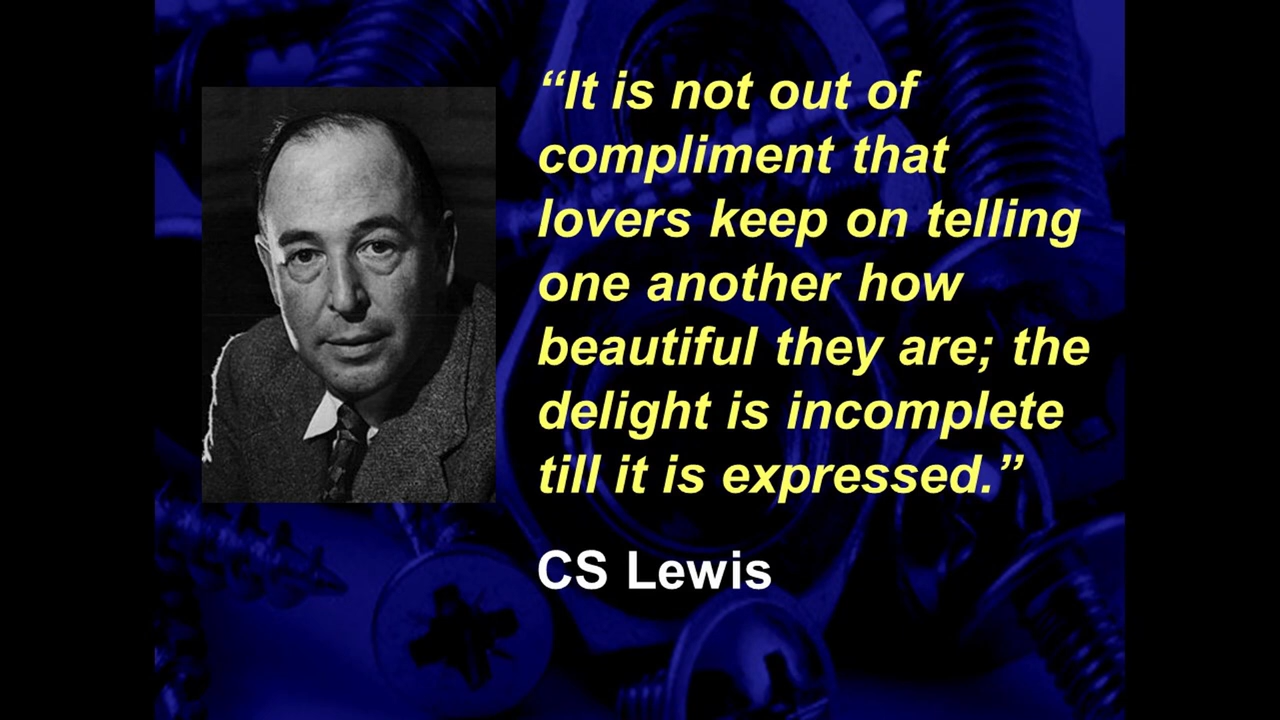 “It is not out of
compliment that
lovers keep on telling
one another how
beautiful they are; the
delight is incomplete
till it is expressed.”
CS Lewis